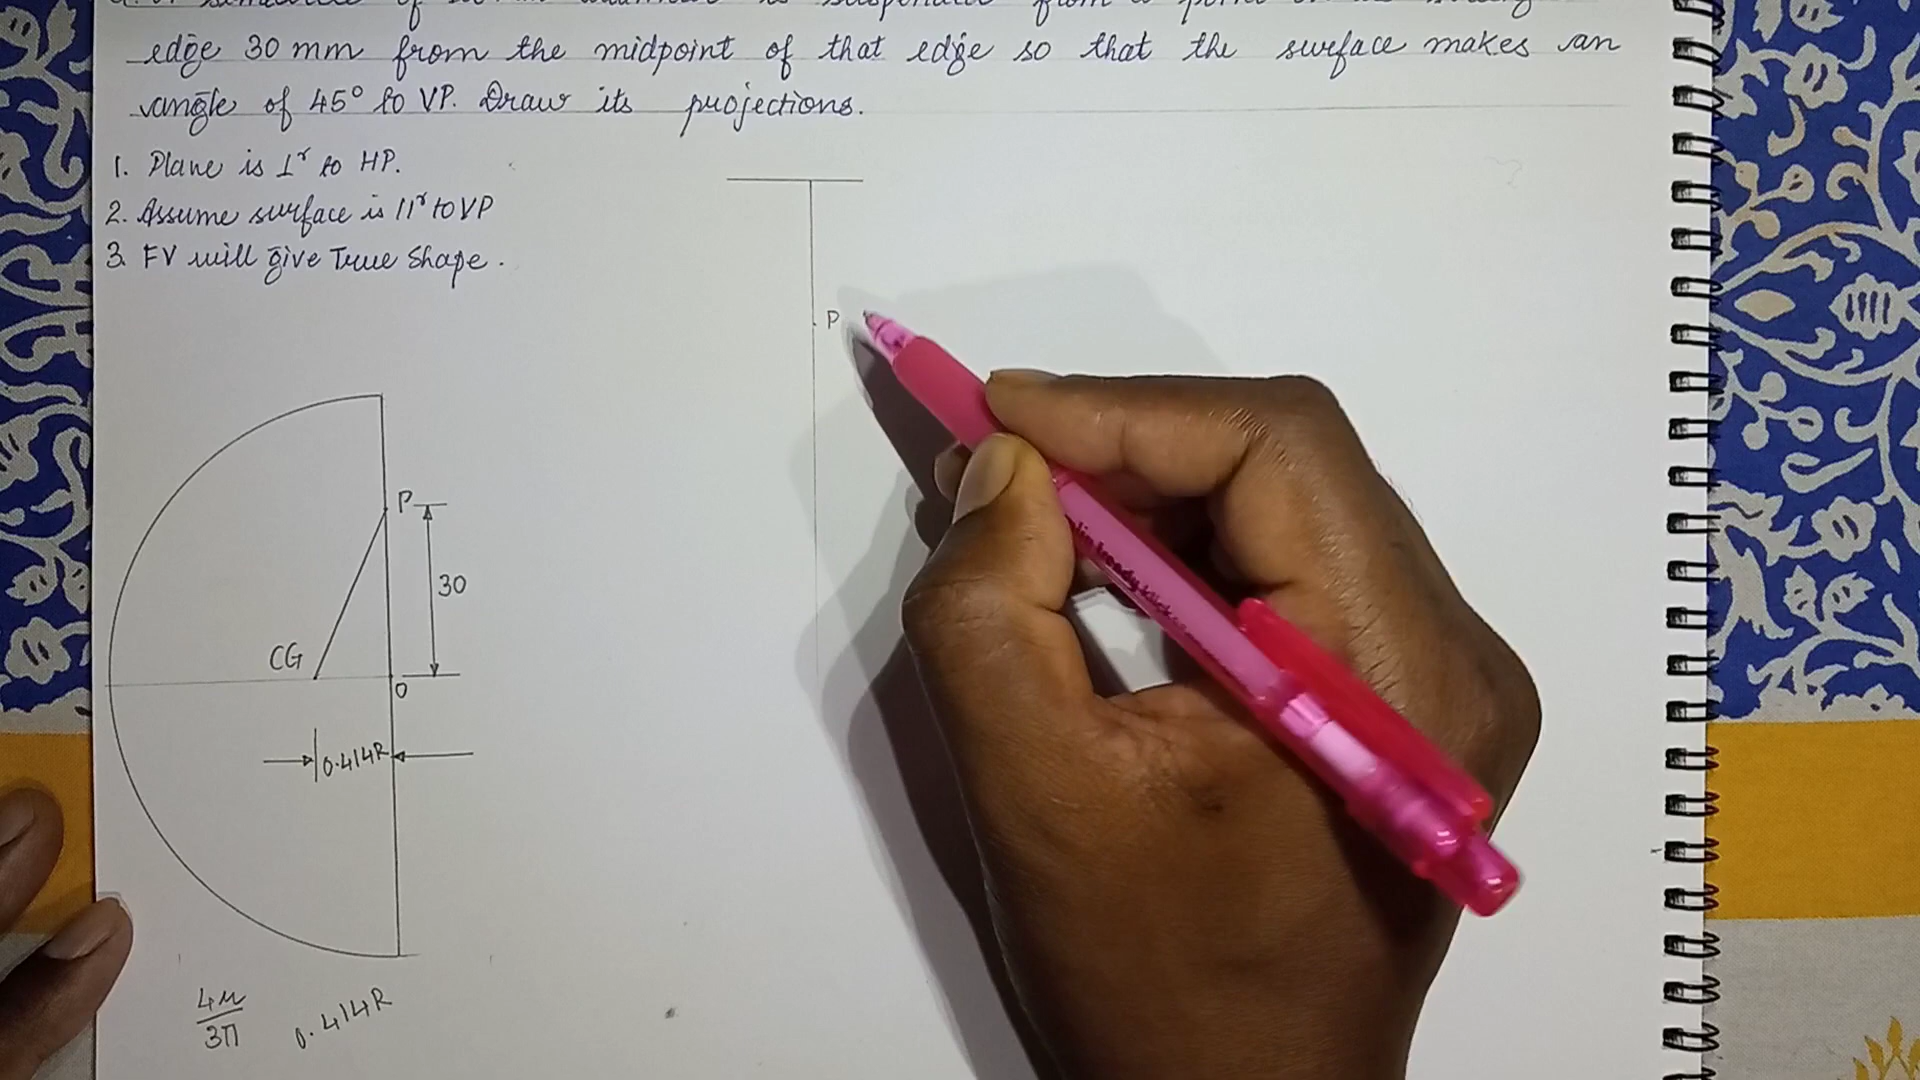 edge 30 mm from the midpoint of that edge so that the surface makes an
angle of 45° to VP. Draw its projections.
1. Plane is ⊥r to HP.
2. Assume surface is ||r to VP
3. FV will give True Shape.
P
P
30
CG
O
0.414R
4r
3π
0.414R